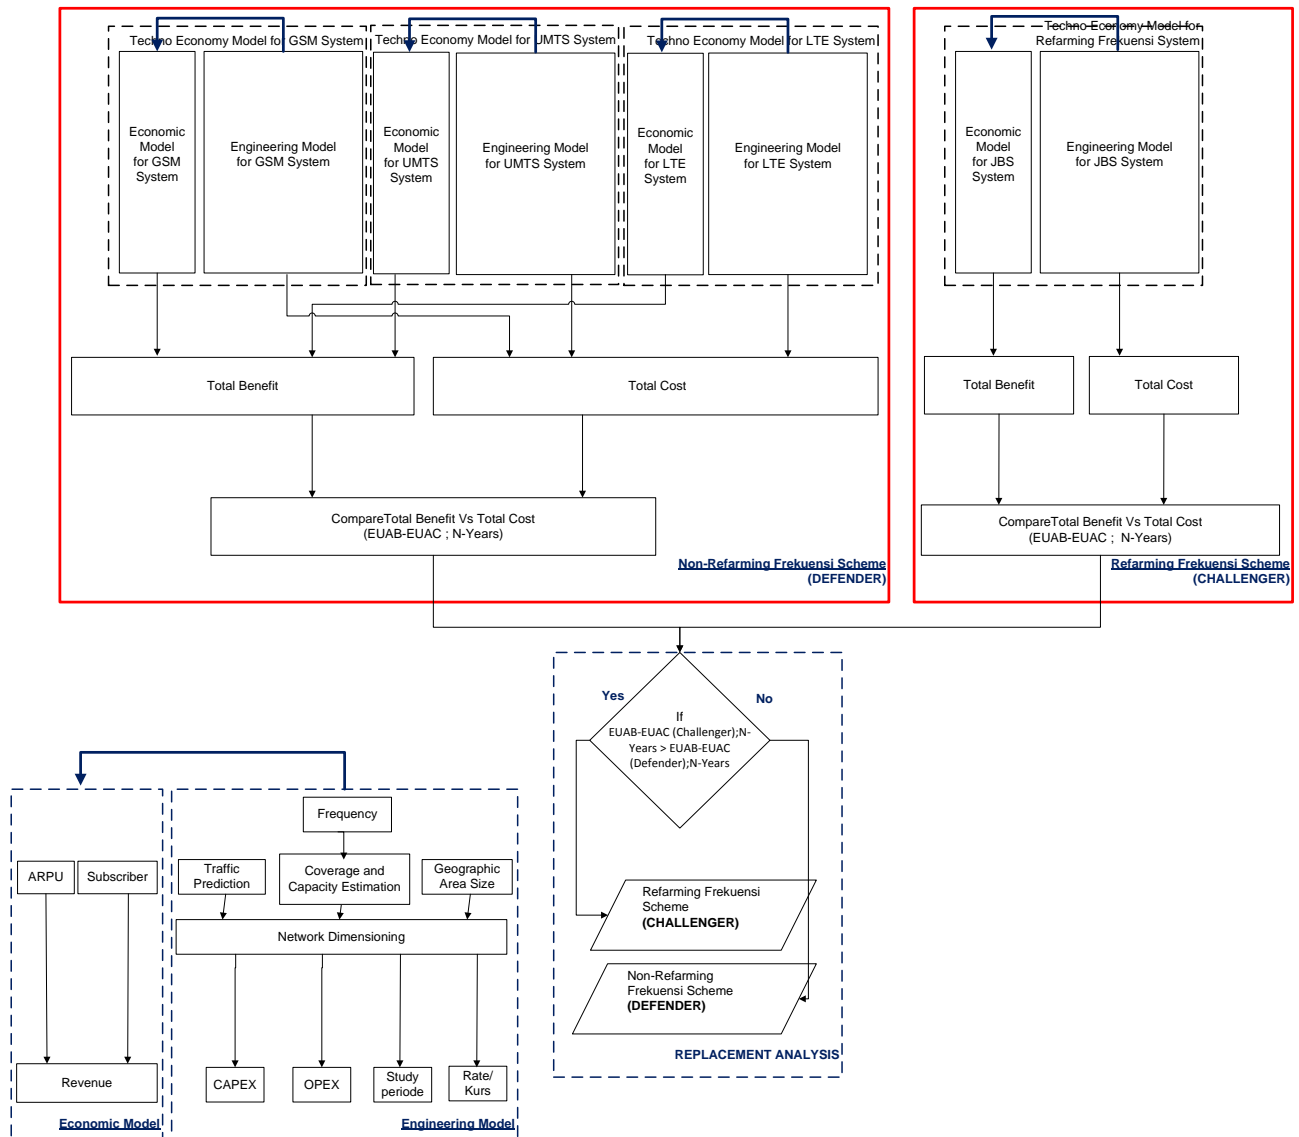 Techno Economy Model for GSM System
Techno Economy Model for UMTS System
Techno Economy Model for LTE System
Techno Economy Model for
Refarming Frekuensi System
Economic
Model
for GSM
System
Engineering Model
for GSM System
Economic
Model
for UMTS
System
Engineering Model
for UMTS System
Economic
Model
for LTE
System
Engineering Model
for LTE System
Economic
Model
for JBS
System
Engineering Model
for JBS System
Total Benefit
Total Cost
Total Benefit
Total Cost
CompareTotal Benefit Vs Total Cost
(EUAB-EUAC ; N-Years)
CompareTotal Benefit Vs Total Cost
(EUAB-EUAC ; N-Years)
Non-Refarming Frekuensi Scheme
(DEFENDER)
Refarming Frekuensi Scheme
(CHALLENGER)
Yes
No
If
EUAB-EUAC (Challenger);N-
Years > EUAB-EUAC
(Defender);N-Years
Refarming Frekuensi
Scheme
(CHALLENGER)
Non-Refarming
Frekuensi Scheme
(DEFENDER)
REPLACEMENT ANALYSIS
ARPU
Subscriber
Revenue
Economic Model
Frequency
Traffic
Prediction
Coverage and
Capacity Estimation
Geographic
Area Size
Network Dimensioning
CAPEX
OPEX
Study
periode
Rate/
Kurs
Engineering Model